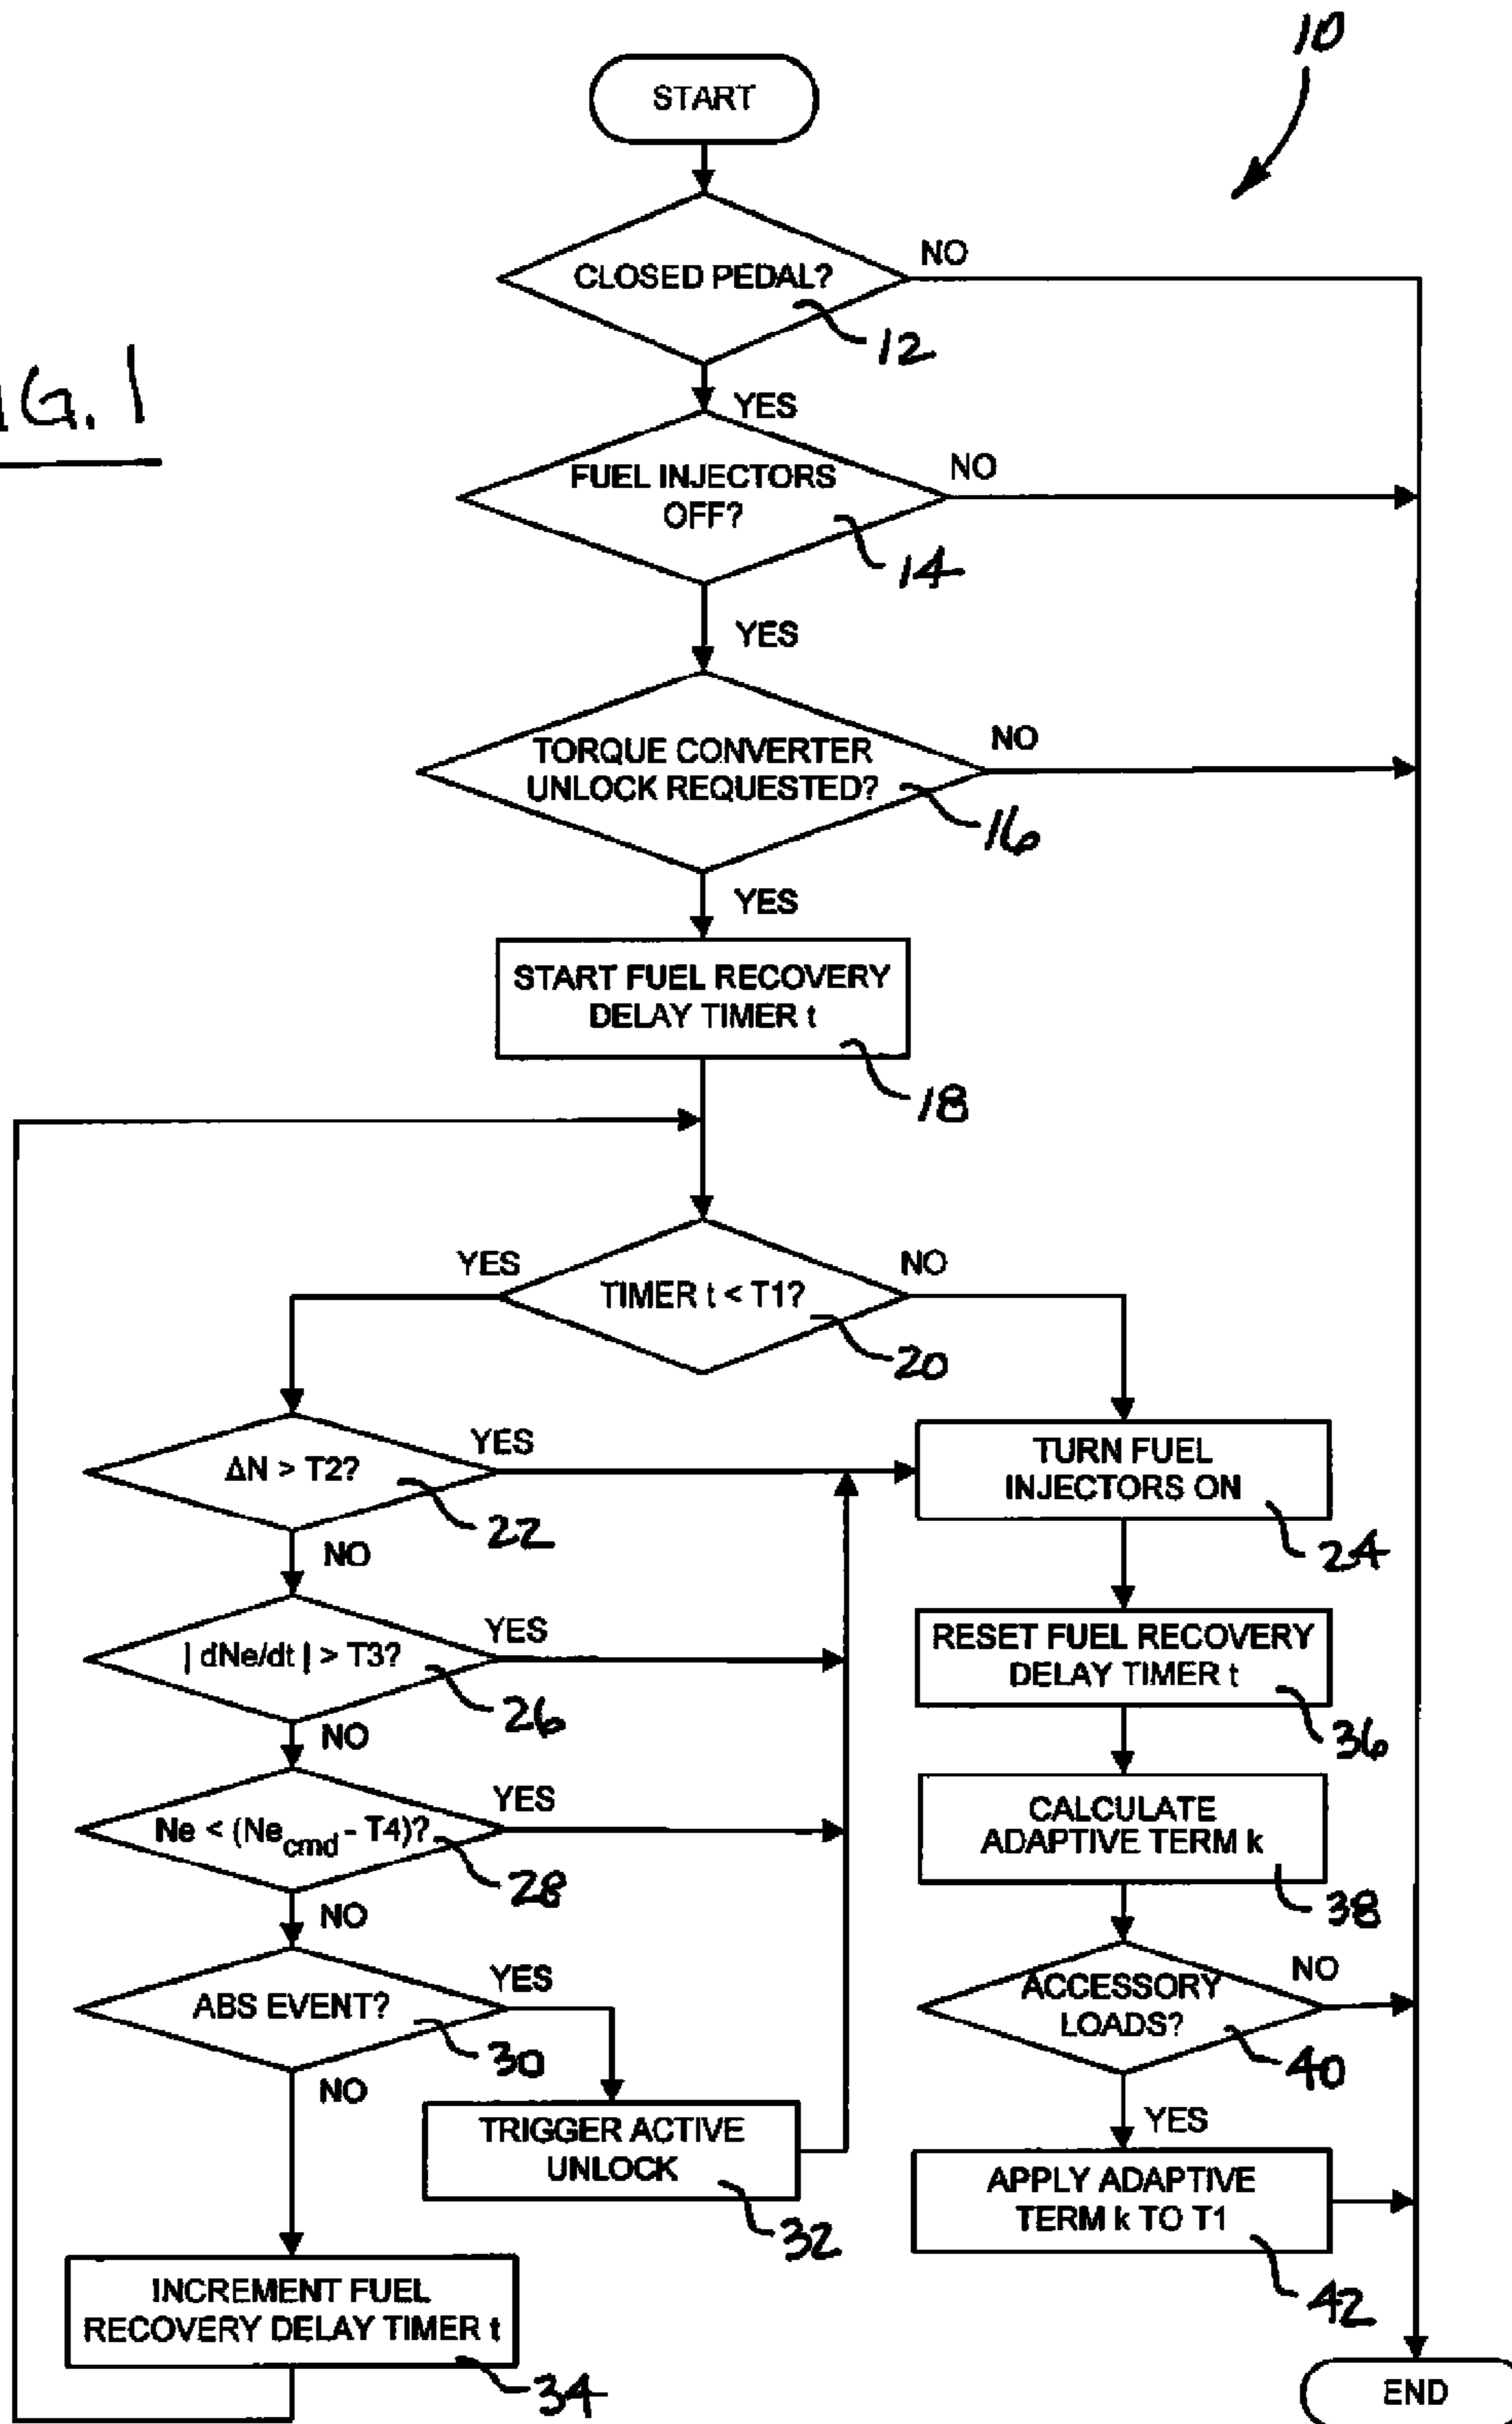 10
START
CLOSED PEDAL?
NO
12
YES
G. 1
FUEL INJECTORS
OFF?
NO
14
YES
TORQUE CONVERTER
UNLOCK REQUESTED?
NO
16
YES
START FUEL RECOVERY
DELAY TIMER t
18
TIMER t < T1?
YES
NO
20
ΔN > T2?
YES
22
NO
TURN FUEL
INJECTORS ON
24
| dNe/dt | > T3?
YES
26
NO
RESET FUEL RECOVERY
DELAY TIMER t
36
Ne < (Necmd - T4)?
YES
28
NO
CALCULATE
ADAPTIVE TERM k
38
ABS EVENT?
YES
30
NO
ACCESSORY
LOADS?
NO
40
YES
TRIGGER ACTIVE
UNLOCK
32
APPLY ADAPTIVE
TERM k TO T1
42
INCREMENT FUEL
RECOVERY DELAY TIMER t
34
END